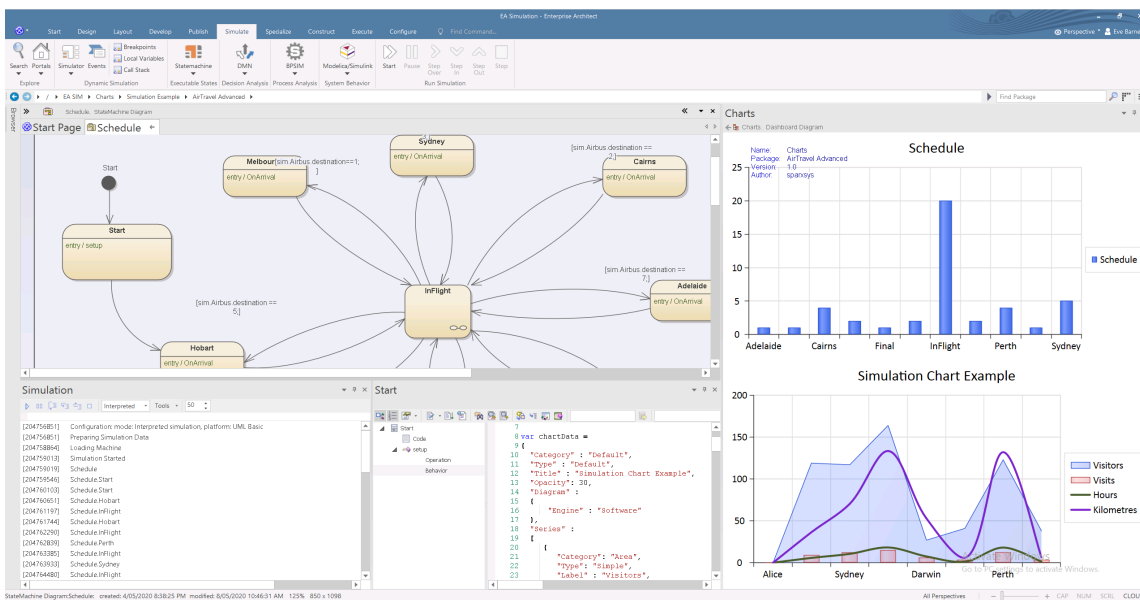 EA Simulation - Enterprise Architect
Start Design Layout Develop Publish Simulate Specialize Construct Execute Configure Find Command...
Perspective Eve Barne
Search Portals Simulator Events Breakpoints Local Variables Call Stack Statemachine DMN BPSIM Modelica/Simulink Start Pause Step Over Step In Step Out Stop
Explore Dynamic Simulation Executable States Decision Analysis Process Analysis System Behavior Run Simulation
/ EA SIM Charts Simulation Example AirTravel Advanced
Find Package
Browser
Schedule. StateMachine Diagram
Start Page Schedule
Start
Start
entry / setup
Melbour[sim.Airbus.destination==1;
]
entry / OnArrival
Sydney
entry / OnArrival
[sim.Airbus.destination ==
2;]
Cairns
entry / OnArrival
InFlight
[sim.Airbus.destination ==
7;]
Adelaide
entry / OnArrival
[sim.Airbus.destination ==
5;]
Hobart
entry / OnArrival
Charts
Charts. Dashboard Diagram
Name: Charts
Package: AirTravel Advanced
Version: 1.0
Author: sparxsys
Schedule
25
20
15
10
5
0
Adelaide Cairns Final InFlight Perth Sydney
Schedule
Simulation Chart Example
200
150
100
50
0
Alice Sydney Darwin Perth
Visitors
Visits
Hours
Kilometres
Go to PC settings to activate Windows.
Simulation
Interpreted Tools 50
[204756851] Configuration: mode: Interpreted simulation, platform: UML Basic
[204756851] Preparing Simulation Data
[204758864] Loading Machine
[204759013] Simulation Started
[204759019] Schedule
[204759546] Schedule.Start
[204760103] Schedule.Start
[204760651] Schedule.Hobart
[204761197] Schedule.InFlight
[204761744] Schedule.Hobart
[204762290] Schedule.InFlight
[204762839] Schedule.Perth
[204763385] Schedule.InFlight
[204763933] Schedule.Sydney
[204764480] Schedule.InFlight
Start
Start
Code
setup
Operation
Behavior
7
8 var chartData =
9 {
10 "Category" : "Default",
11 "Type" : "Default",
12 "Title" : "Simulation Chart Example",
13 "Opacity": 30,
14 "Diagram" :
15 {
16 "Engine" : "Software"
17 },
18 "Series" :
19 [
20 {
21 "Category": "Area",
22 "Type": "Simple",
23 "Label" : "Visitors",
StateMachine Diagram:Schedule: created: 4/05/2020 8:38:25 PM modified: 8/05/2020 10:46:31 AM 125% 850 x 1098
All Perspectives CAP NUM SCRL CLOU